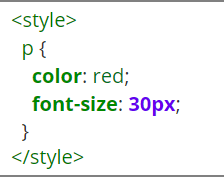 <style>
p {
color: red;
font-size: 30px;
}
</style>